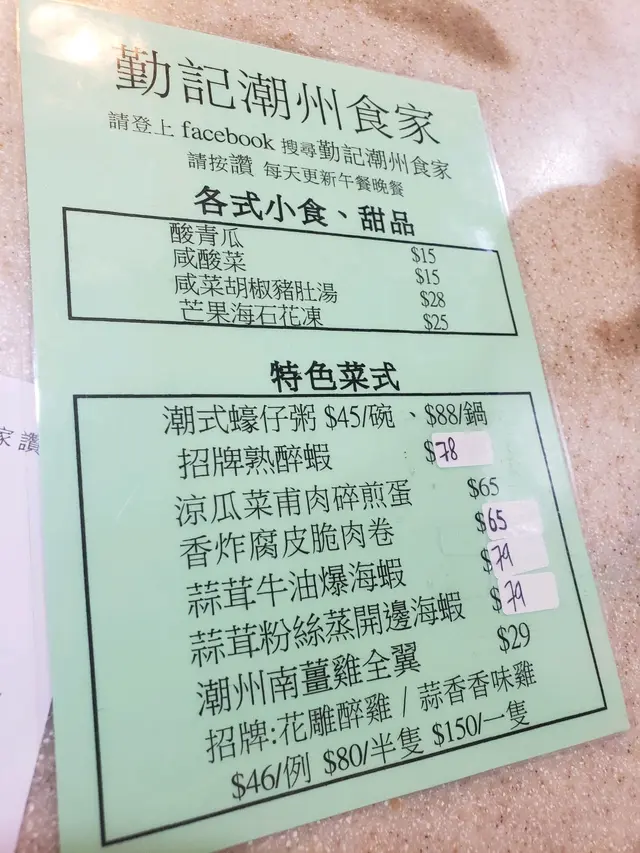 勤記潮州食家
請登上 facebook 搜尋勤記潮州食家
請按讚 每天更新午餐晚餐
各式小食、甜品
酸青瓜 $15
咸酸菜 $15
咸菜胡椒豬肚湯 $28
芒果海石花凍 $25
特色菜式
潮式蠔仔粥 $45/碗 、$88/鍋
招牌熟醉蝦 $78
涼瓜菜甫肉碎煎蛋 $65
香炸腐皮脆肉卷 $65
蒜茸牛油爆海蝦 $79
蒜茸粉絲蒸開邊海蝦 $79
潮州南薑雞全翼 $29
招牌:花雕醉雞 / 蒜香香味雞
$46/例 $80/半隻 $150/一隻
家讚